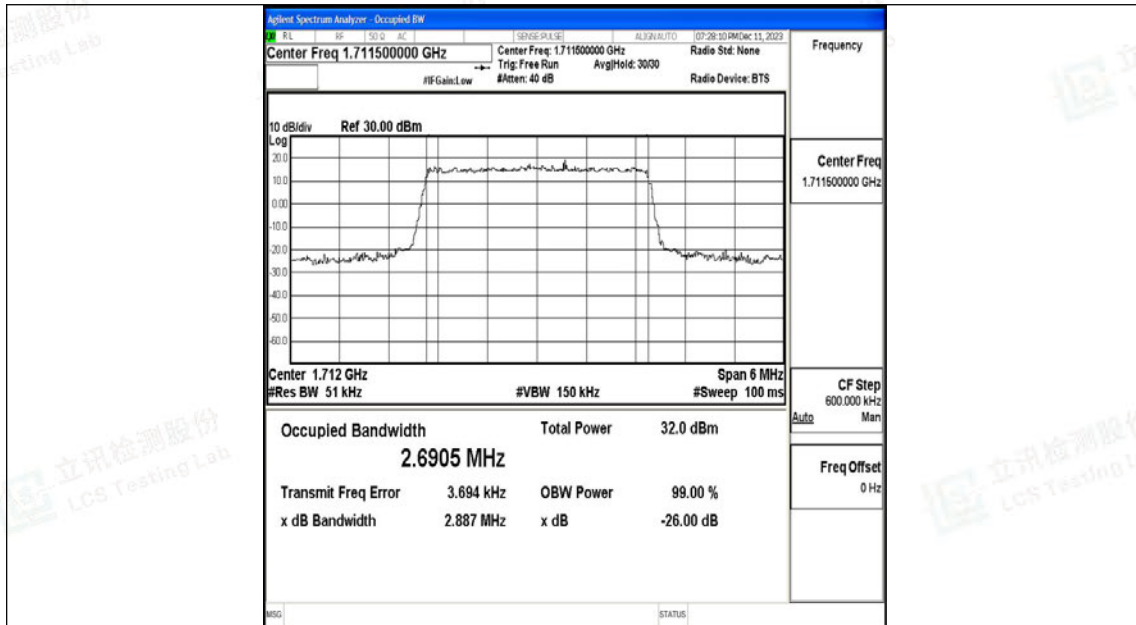 Agilent Spectrum Analyzer - Occupied BW
RL RF 50 Ω AC SENSE:PULSE ALIGNAUTO 07:28:10 PM Dec 11, 2023
Center Freq 1.711500000 GHz
Center Freq: 1.711500000 GHz
Radio Std: None
Trig: Free Run Avg|Hold: 30/30
#IFGain:Low
#Atten: 40 dB
Radio Device: BTS
Frequency
10 dB/div Ref 30.00 dBm
Log
20.0
10.0
0.00
-10.0
-20.0
-30.0
-40.0
-50.0
-60.0
Center Freq
1.711500000 GHz
Center 1.712 GHz Span 6 MHz
#Res BW 51 kHz #VBW 150 kHz #Sweep 100 ms
CF Step
600.000 kHz
Auto Man
Occupied Bandwidth Total Power 32.0 dBm
2.6905 MHz
Transmit Freq Error 3.694 kHz OBW Power 99.00 %
x dB Bandwidth 2.887 MHz x dB -26.00 dB
Freq Offset
0 Hz
MSG STATUS
立讯检测股份
LCS Testing Lab
立讯检测股份
LCS Testing L